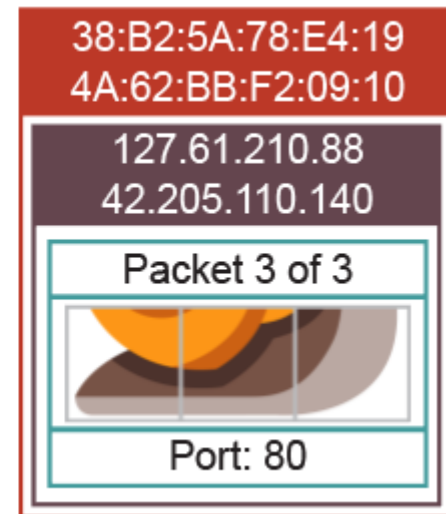 38:B2:5A:78:E4:19
4A:62:BB:F2:09:10
127.61.210.88
42.205.110.140
Packet 3 of 3
Port: 80